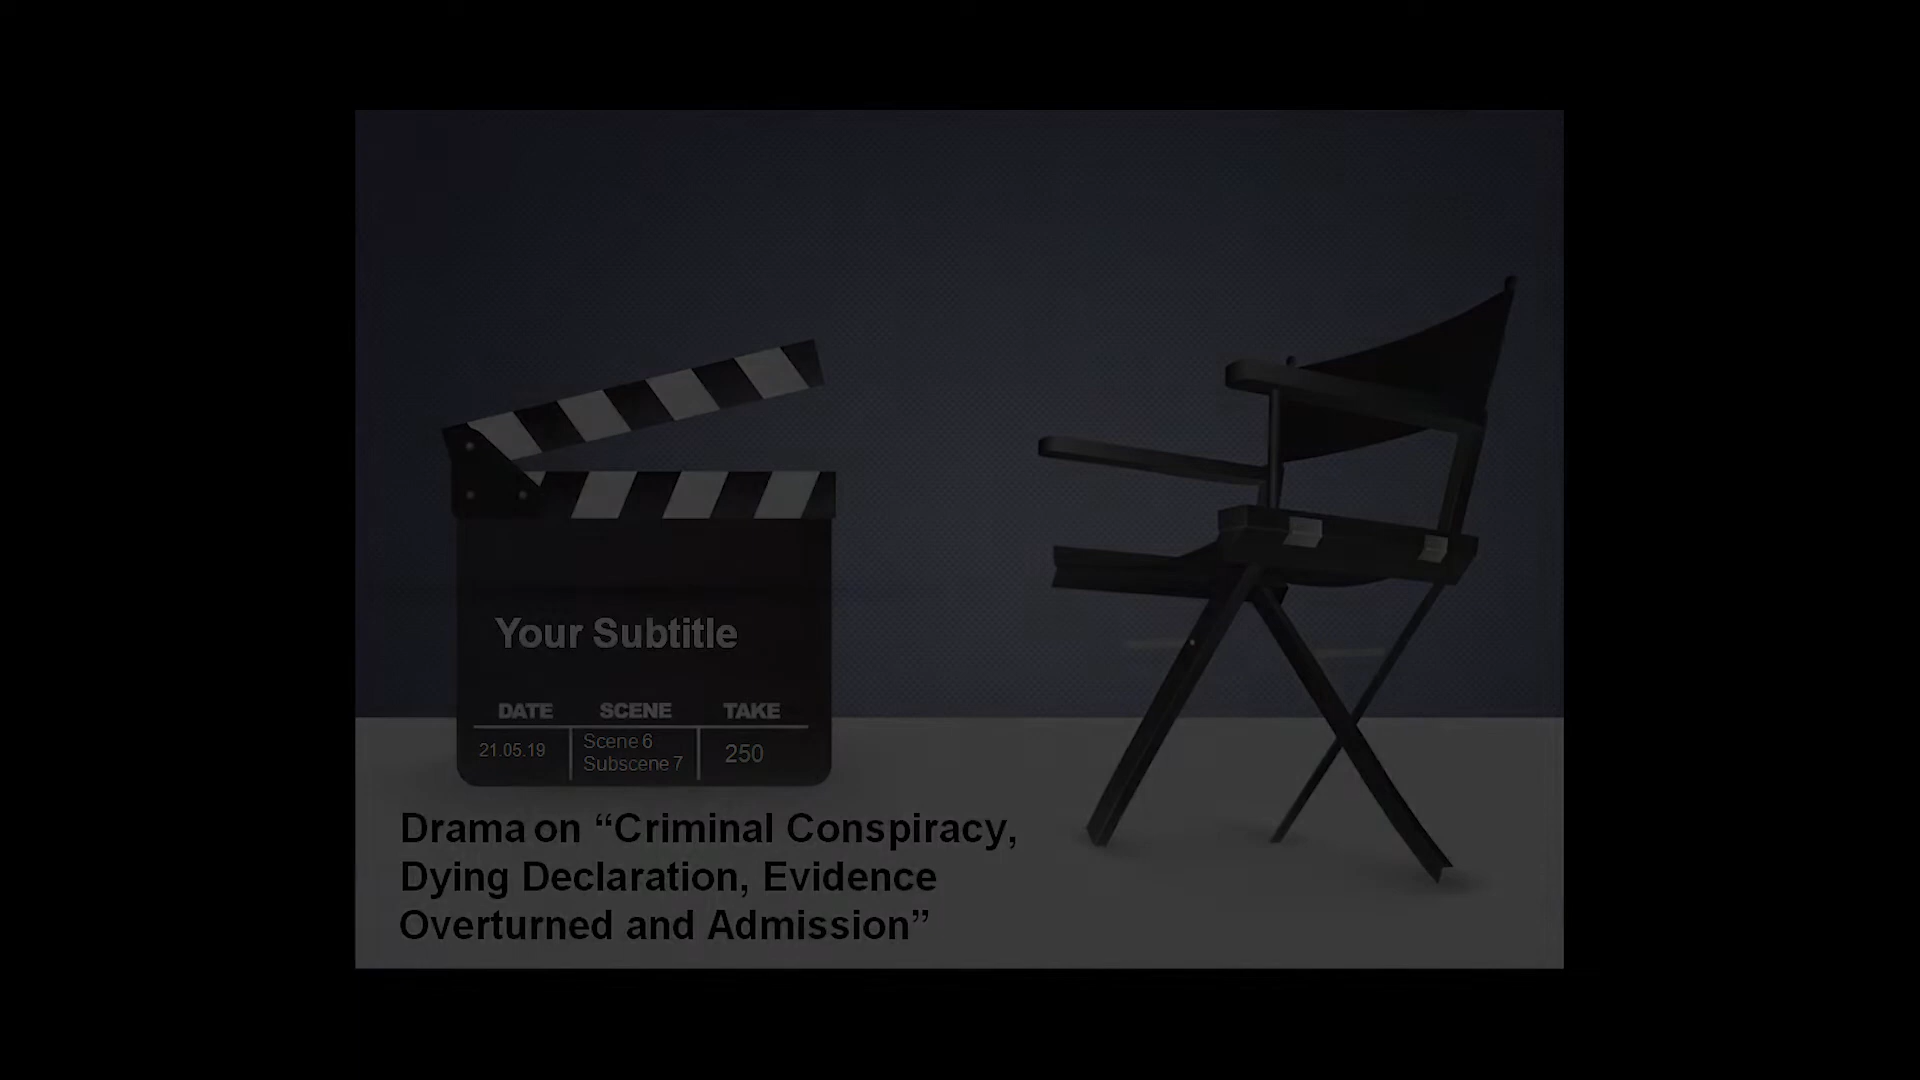 Your Subtitle
DATE SCENE TAKE
21.05.19 Scene 6 250
Subscene 7
Drama on “Criminal Conspiracy,
Dying Declaration, Evidence
Overturned and Admission”